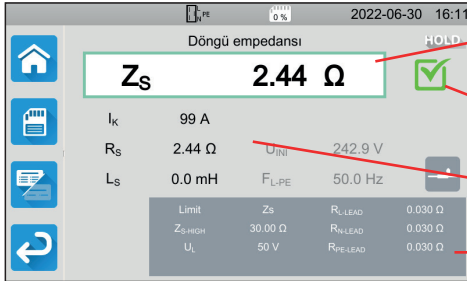 L N PE 0 % 2022-06-30 16:11
Döngü empedansı HOLD
ZS 2.44 Ω
IK 99 A
RS 2.44 Ω UINI 242.9 V
LS 0.0 mH FL-PE 50.0 Hz
Limit Zs RL-LEAD 0.030 Ω
ZS-HIGH 30.00 Ω RN-LEAD 0.030 Ω
UL 50 V RPE-LEAD 0.030 Ω